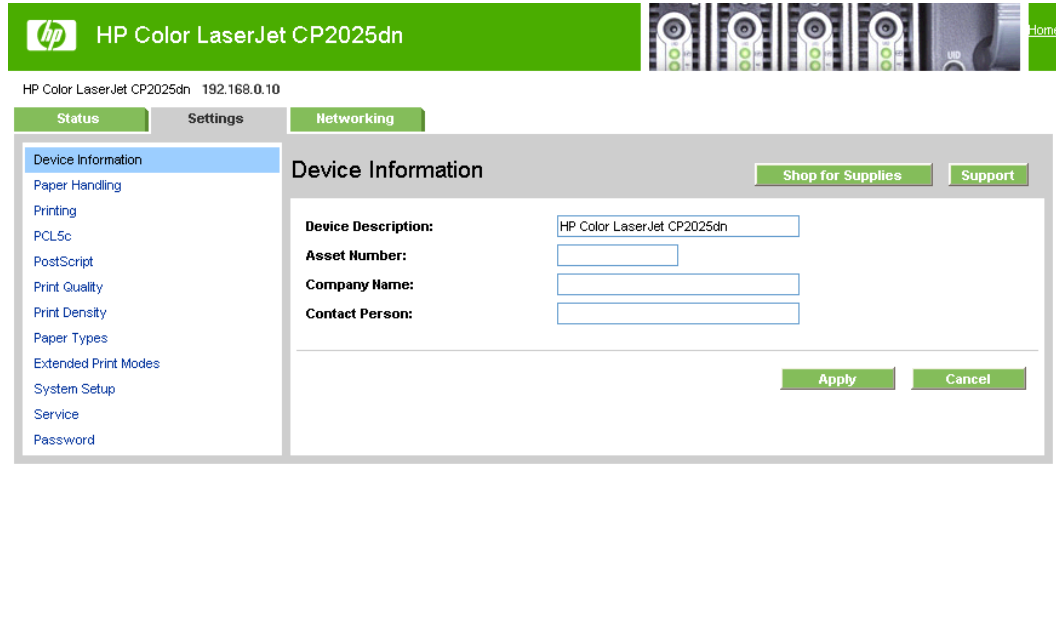 hp HP Color LaserJet CP2025dn
UID
Home
HP Color LaserJet CP2025dn 192.168.0.10
Status Settings Networking
Device Information
Paper Handling
Printing
PCL5c
PostScript
Print Quality
Print Density
Paper Types
Extended Print Modes
System Setup
Service
Password
Device Information
Shop for Supplies Support
Device Description: HP Color LaserJet CP2025dn
Asset Number:
Company Name:
Contact Person:
Apply Cancel